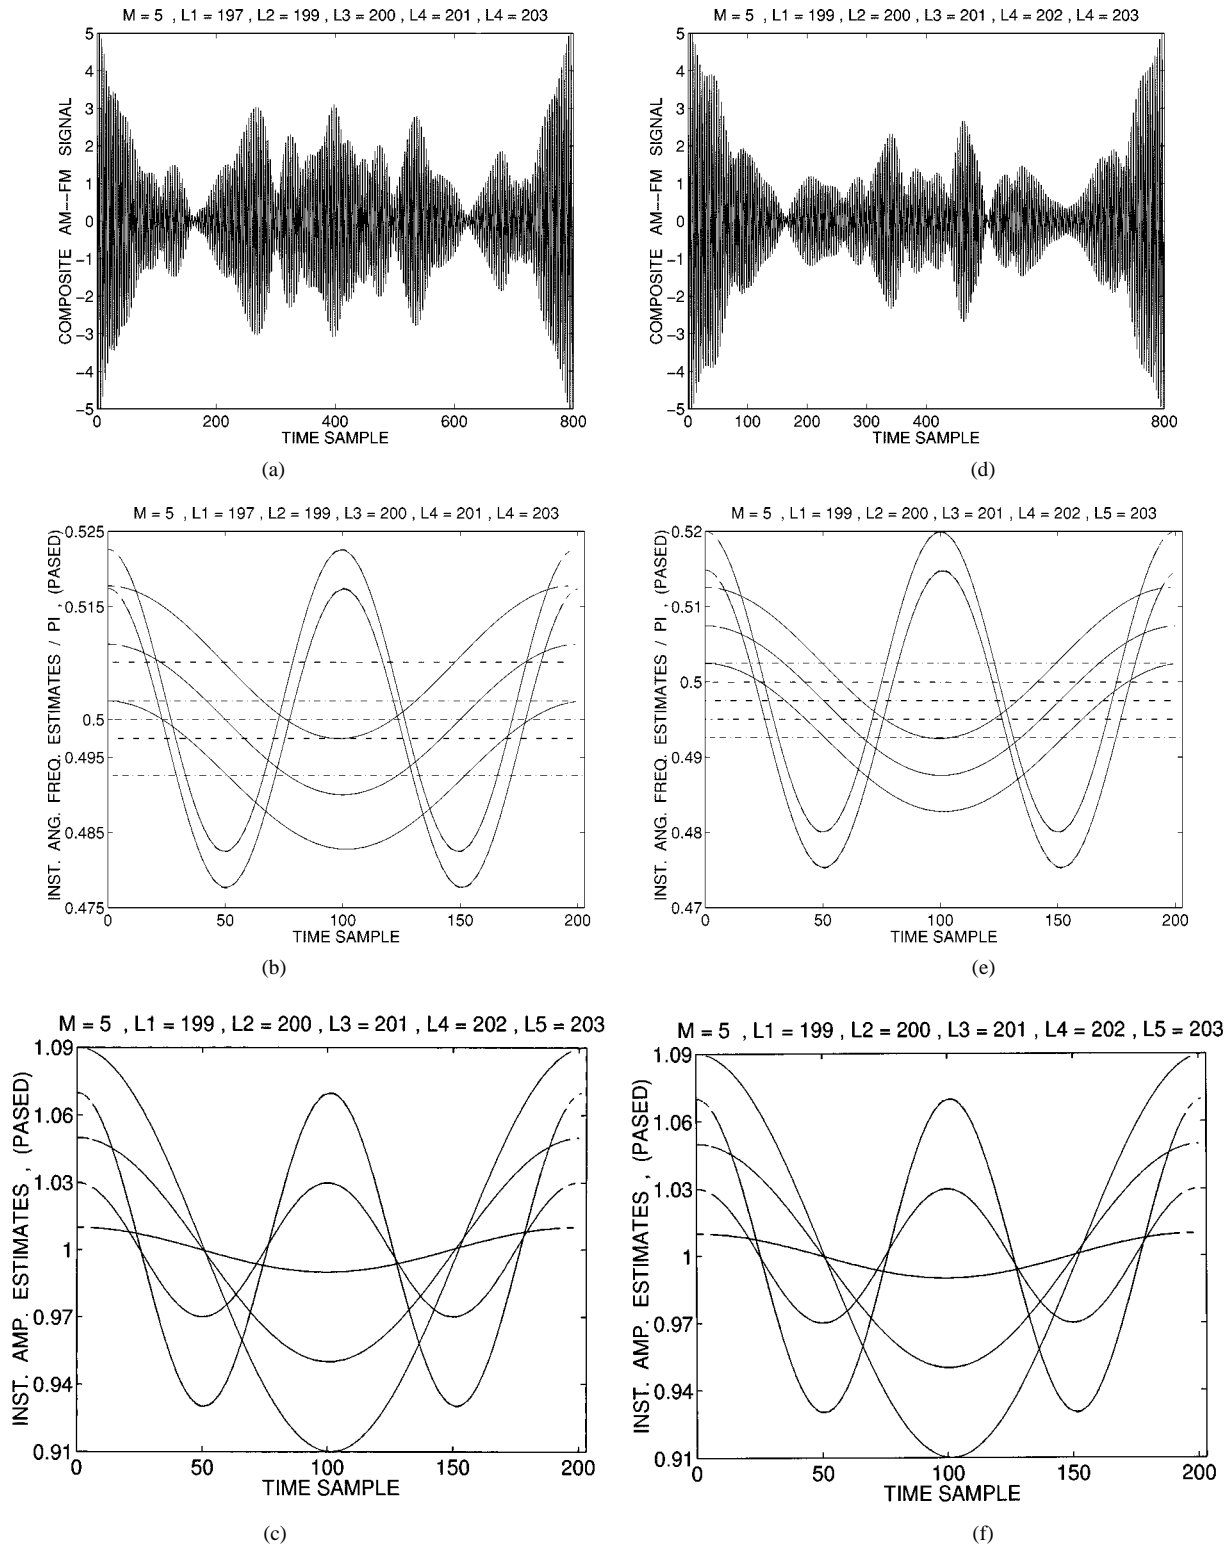 M = 5 , L1 = 197 , L2 = 199 , L3 = 200 , L4 = 201 , L4 = 203
COMPOSITE AM---FM SIGNAL
5
4
3
2
1
0
−1
−2
−3
−4
−5
0 200 400 600 800
TIME SAMPLE
(a)
M = 5 , L1 = 199 , L2 = 200 , L3 = 201 , L4 = 202 , L4 = 203
COMPOSITE AM---FM SIGNAL
5
4
3
2
1
0
−1
−2
−3
−4
−5
0 100 200 300 400 800
TIME SAMPLE
(d)
M = 5 , L1 = 197 , L2 = 199 , L3 = 200 , L4 = 201 , L4 = 203
INST. ANG. FREQ. ESTIMATES / PI , (PASED)
0.525
0.515
0.5
0.495
0.485
0.475
0 50 100 150 200
TIME SAMPLE
(b)
M = 5 , L1 = 199 , L2 = 200 , L3 = 201 , L4 = 202 , L5 = 203
INST. ANG. FREQ. ESTIMATES / PI , (PASED)
0.52
0.51
0.5
0.49
0.48
0.47
0 50 100 150 200
TIME SAMPLE
(e)
M = 5 , L1 = 199 , L2 = 200 , L3 = 201 , L4 = 202 , L5 = 203
INST. AMP. ESTIMATES , (PASED)
1.09
1.06
1.03
1
0.97
0.94
0.91
0 50 100 150 200
TIME SAMPLE
(c)
M = 5 , L1 = 199 , L2 = 200 , L3 = 201 , L4 = 202 , L5 = 203
INST. AMP. ESTIMATES , (PASED)
1.09
1.06
1.03
1
0.97
0.94
0.91
0 50 100 150 200
TIME SAMPLE
(f)